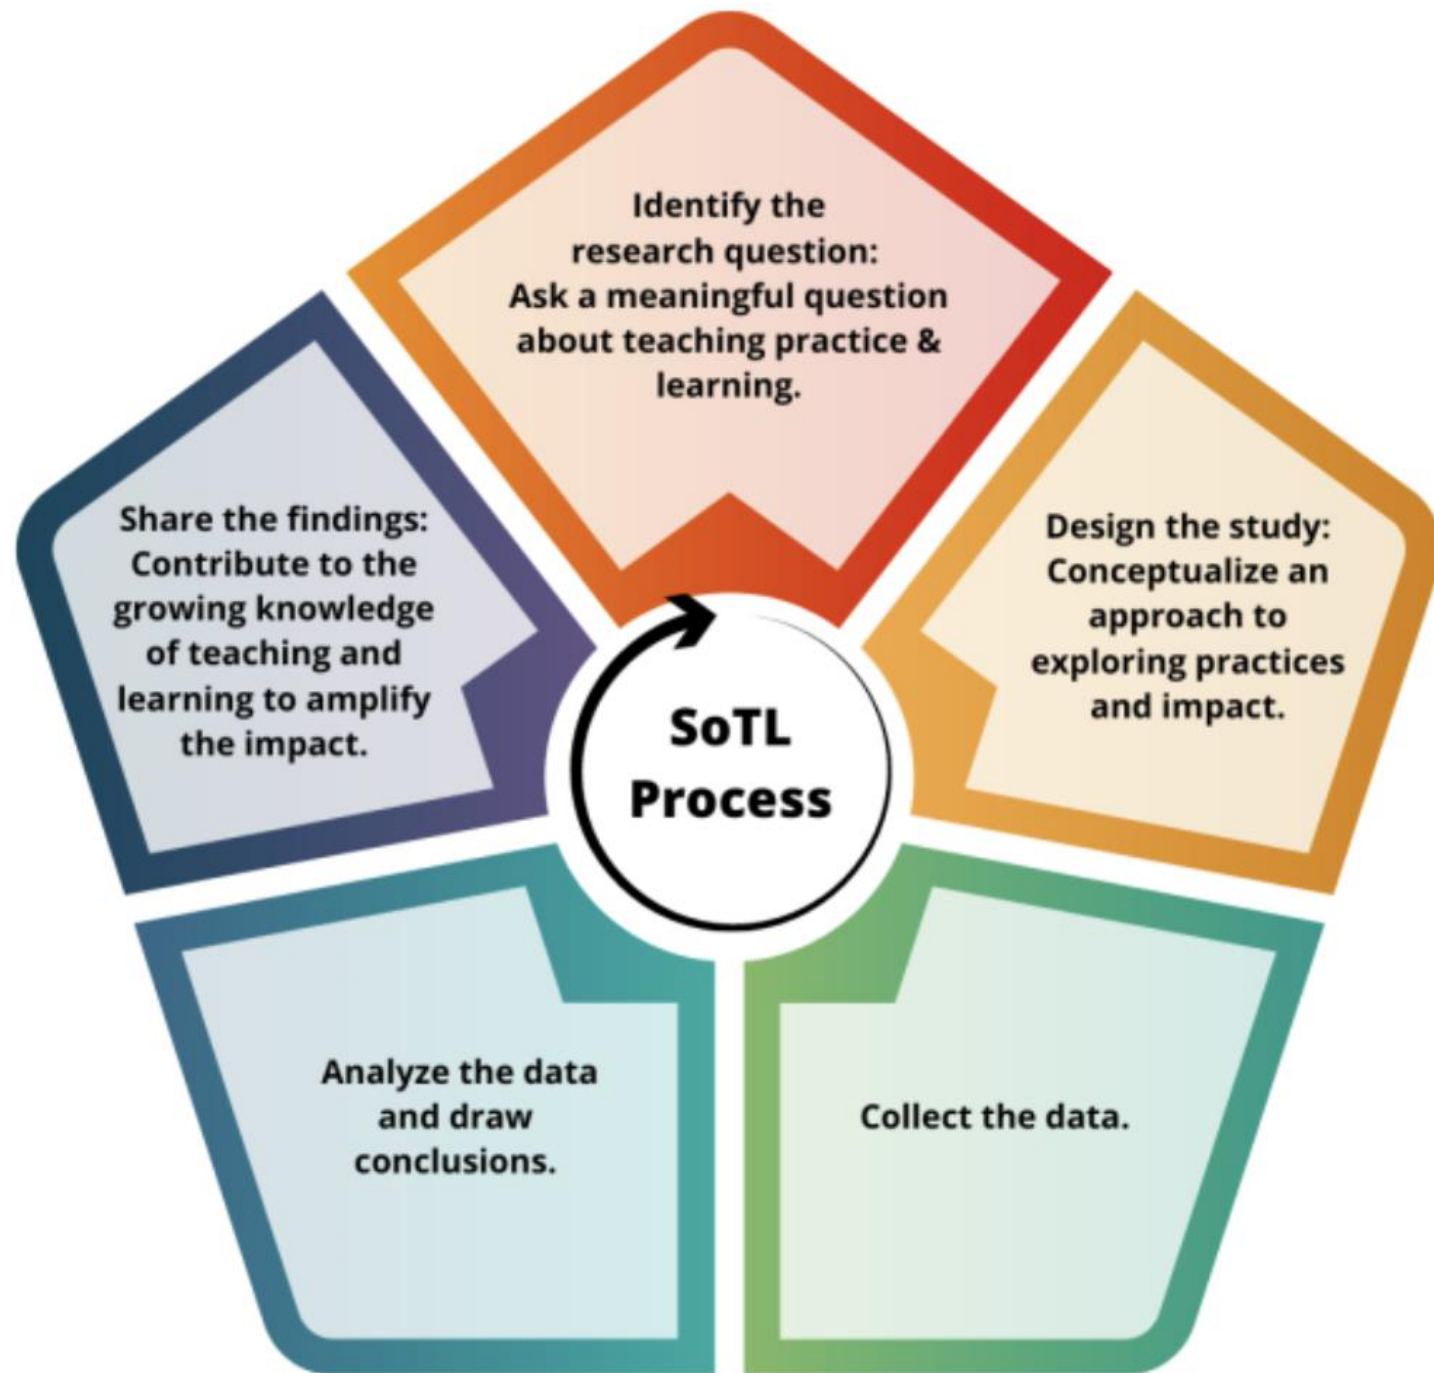 Identify the
research question:
Ask a meaningful question
about teaching practice &
learning.
Design the study:
Conceptualize an
approach to
exploring practices
and impact.
Collect the data.
Analyze the data
and draw
conclusions.
Share the findings:
Contribute to the
growing knowledge
of teaching and
learning to amplify
the impact.
SoTL
Process